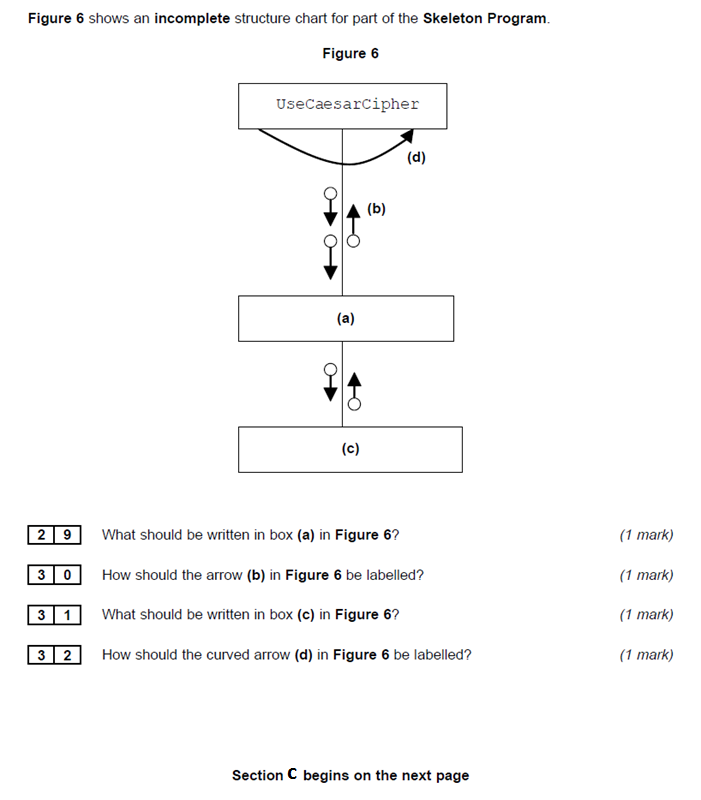 Figure 6 shows an incomplete structure chart for part of the Skeleton Program.
Figure 6
UseCaesarCipher
(d)
(b)
(a)
(c)
2 9 What should be written in box (a) in Figure 6? (1 mark)
3 0 How should the arrow (b) in Figure 6 be labelled? (1 mark)
3 1 What should be written in box (c) in Figure 6? (1 mark)
3 2 How should the curved arrow (d) in Figure 6 be labelled? (1 mark)
Section C begins on the next page